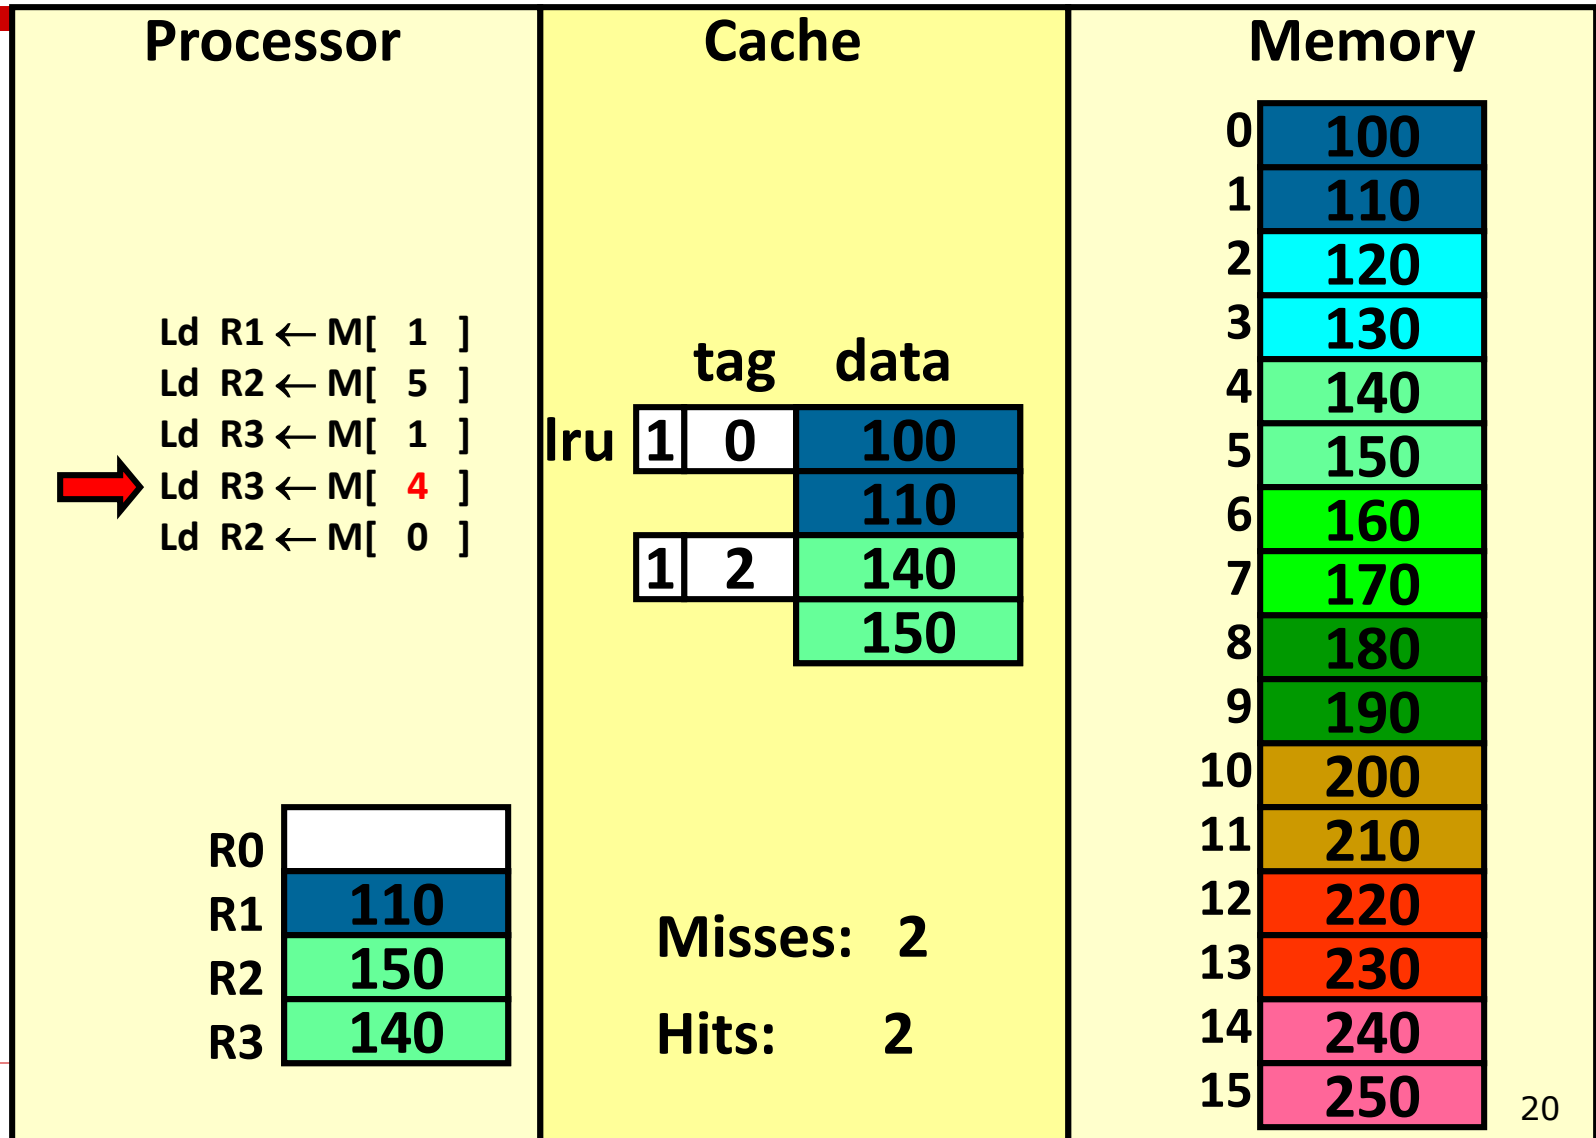 Processor
Ld R1 ← M[ 1 ]
Ld R2 ← M[ 5 ]
Ld R3 ← M[ 1 ]
Ld R3 ← M[ 4 ]
Ld R2 ← M[ 0 ]
R0
R1 110
R2 150
R3 140
Cache
tag data
lru 1 0 100
110
1 2 140
150
Misses: 2
Hits: 2
Memory
0 100
1 110
2 120
3 130
4 140
5 150
6 160
7 170
8 180
9 190
10 200
11 210
12 220
13 230
14 240
15 250
20